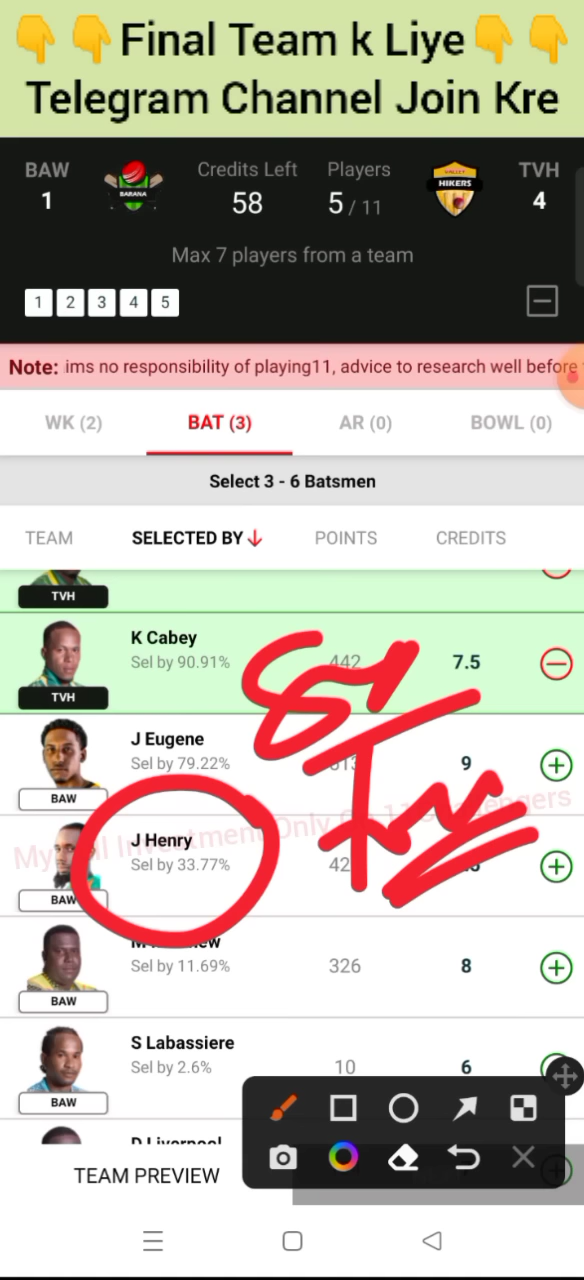 👇👇Final Team k Liye👇👇
Telegram Channel Join Kre
BAW
1
BARANA
Credits Left
58
Players
5 / 11
HIKERS
TVH
4
Max 7 players from a team
1 2 3 4 5
Note: ims no responsibility of playing11, advice to research well before
WK (2) BAT (3) AR (0) BOWL (0)
Select 3 - 6 Batsmen
TEAM SELECTED BY↓ POINTS CREDITS
TVH
K Cabey
Sel by 90.91% 442 7.5
TVH
J Eugene
Sel by 79.22% 9
BAW
J Henry
Sel by 33.77%
BAW
Sel by 11.69% 326 8
BAW
S Labassiere
Sel by 2.6% 10 6
BAW
D Liverpool
TEAM PREVIEW